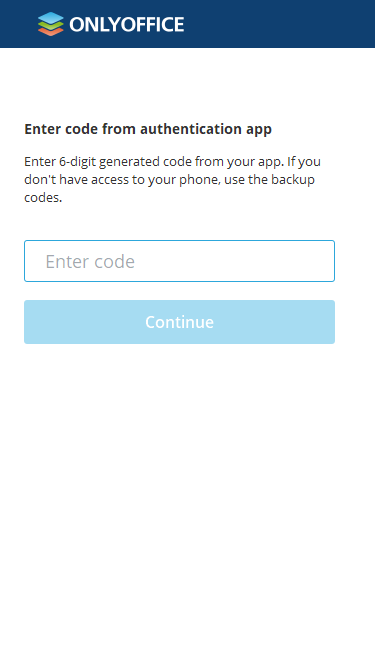 ONLYOFFICE
Enter code from authentication app
Enter 6-digit generated code from your app. If you
don't have access to your phone, use the backup
codes.
Enter code
Continue